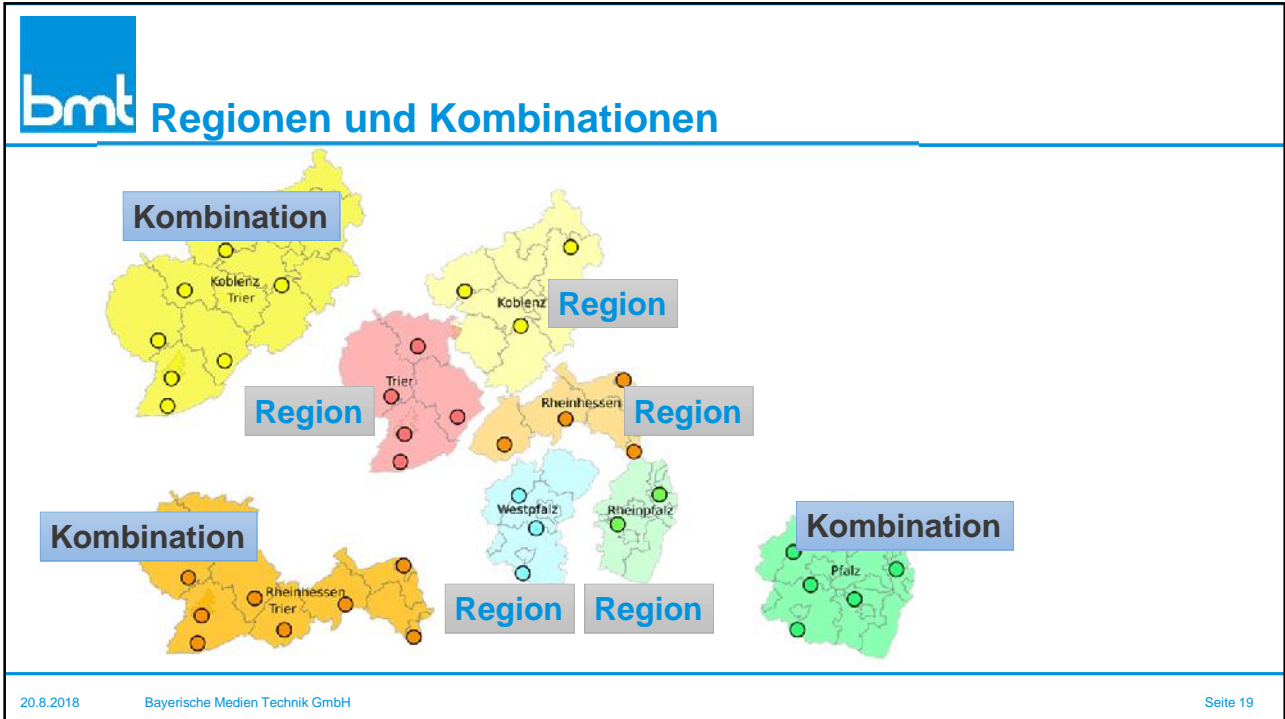 bmt
Regionen und Kombinationen
Kombination
Koblenz
Trier
Koblenz
Region
Trier
Region
Rheinhessen
Region
Westpfalz
Rheinpfalz
Kombination
Rheinhessen
Trier
Kombination
Pfalz
Region
Region
20.8.2018
Bayerische Medien Technik GmbH
Seite 19